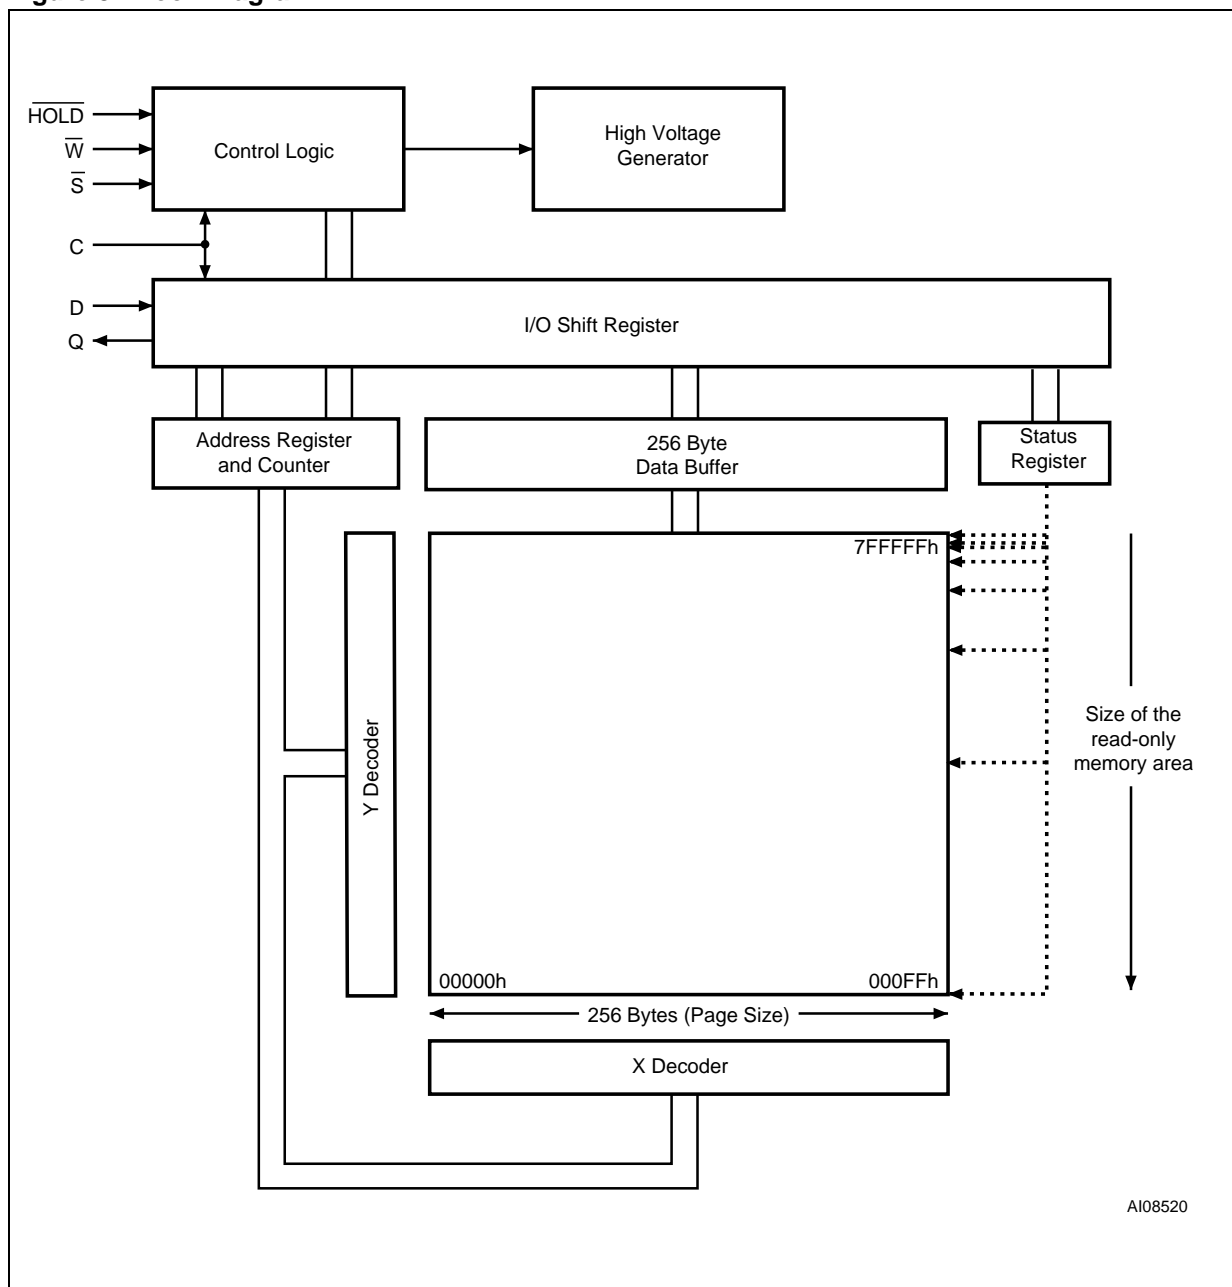 HOLD
W
S
C
D
Q
Control Logic
High Voltage
Generator
I/O Shift Register
Address Register
and Counter
256 Byte
Data Buffer
Status
Register
7FFFFFh
Y Decoder
Size of the
read-only
memory area
00000h
000FFh
256 Bytes (Page Size)
X Decoder
AI08520